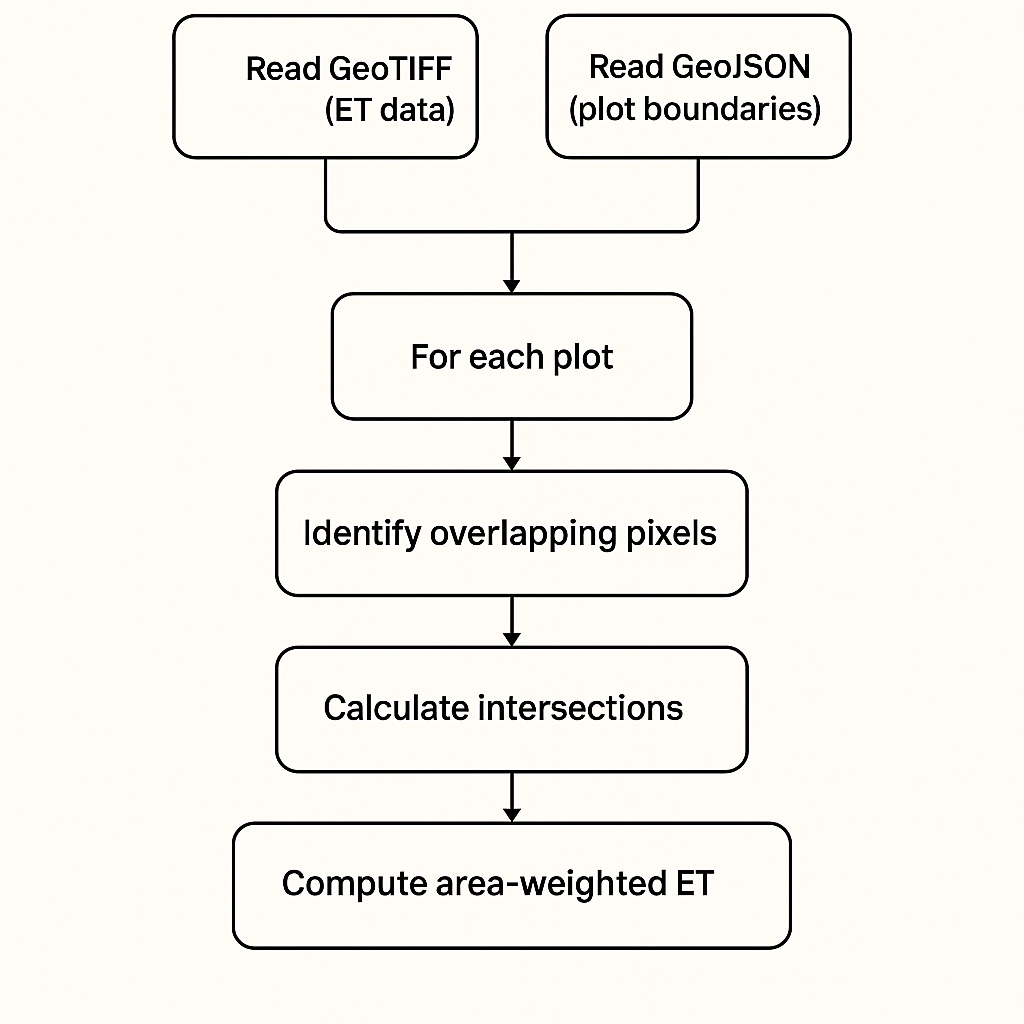 Read GeoTIFF
(ET data)
Read GeoJSON
(plot boundaries)
For each plot
Identify overlapping pixels
Calculate intersections
Compute area-weighted ET